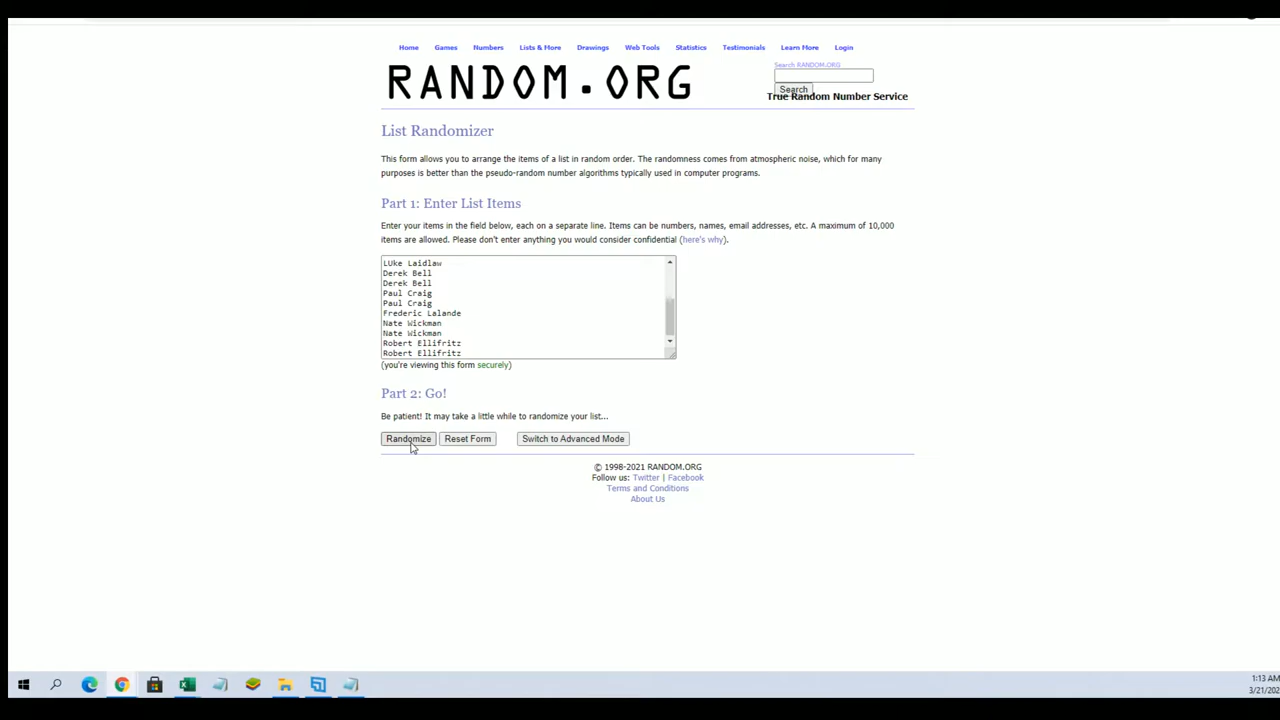 Home Games Numbers Lists & More Drawings Web Tools Statistics Testimonials Learn More Login
RANDOM.ORG
Search RANDOM.ORG
Search
True Random Number Service
List Randomizer
This form allows you to arrange the items of a list in random order. The randomness comes from atmospheric noise, which for many
purposes is better than the pseudo-random number algorithms typically used in computer programs.
Part 1: Enter List Items
Enter your items in the field below, each on a separate line. Items can be numbers, names, email addresses, etc. A maximum of 10,000
items are allowed. Please don't enter anything you would consider confidential (here's why).
LUke Laidlaw
Derek Bell
Derek Bell
Paul Craig
Paul Craig
Frederic Lalande
Nate Wickman
Nate Wickman
Robert Ellifritz
Robert Ellifritz
(you're viewing this form securely)
Part 2: Go!
Be patient! It may take a little while to randomize your list...
Randomize Reset Form Switch to Advanced Mode
© 1998-2021 RANDOM.ORG
Follow us: Twitter | Facebook
Terms and Conditions
About Us
1:13 AM